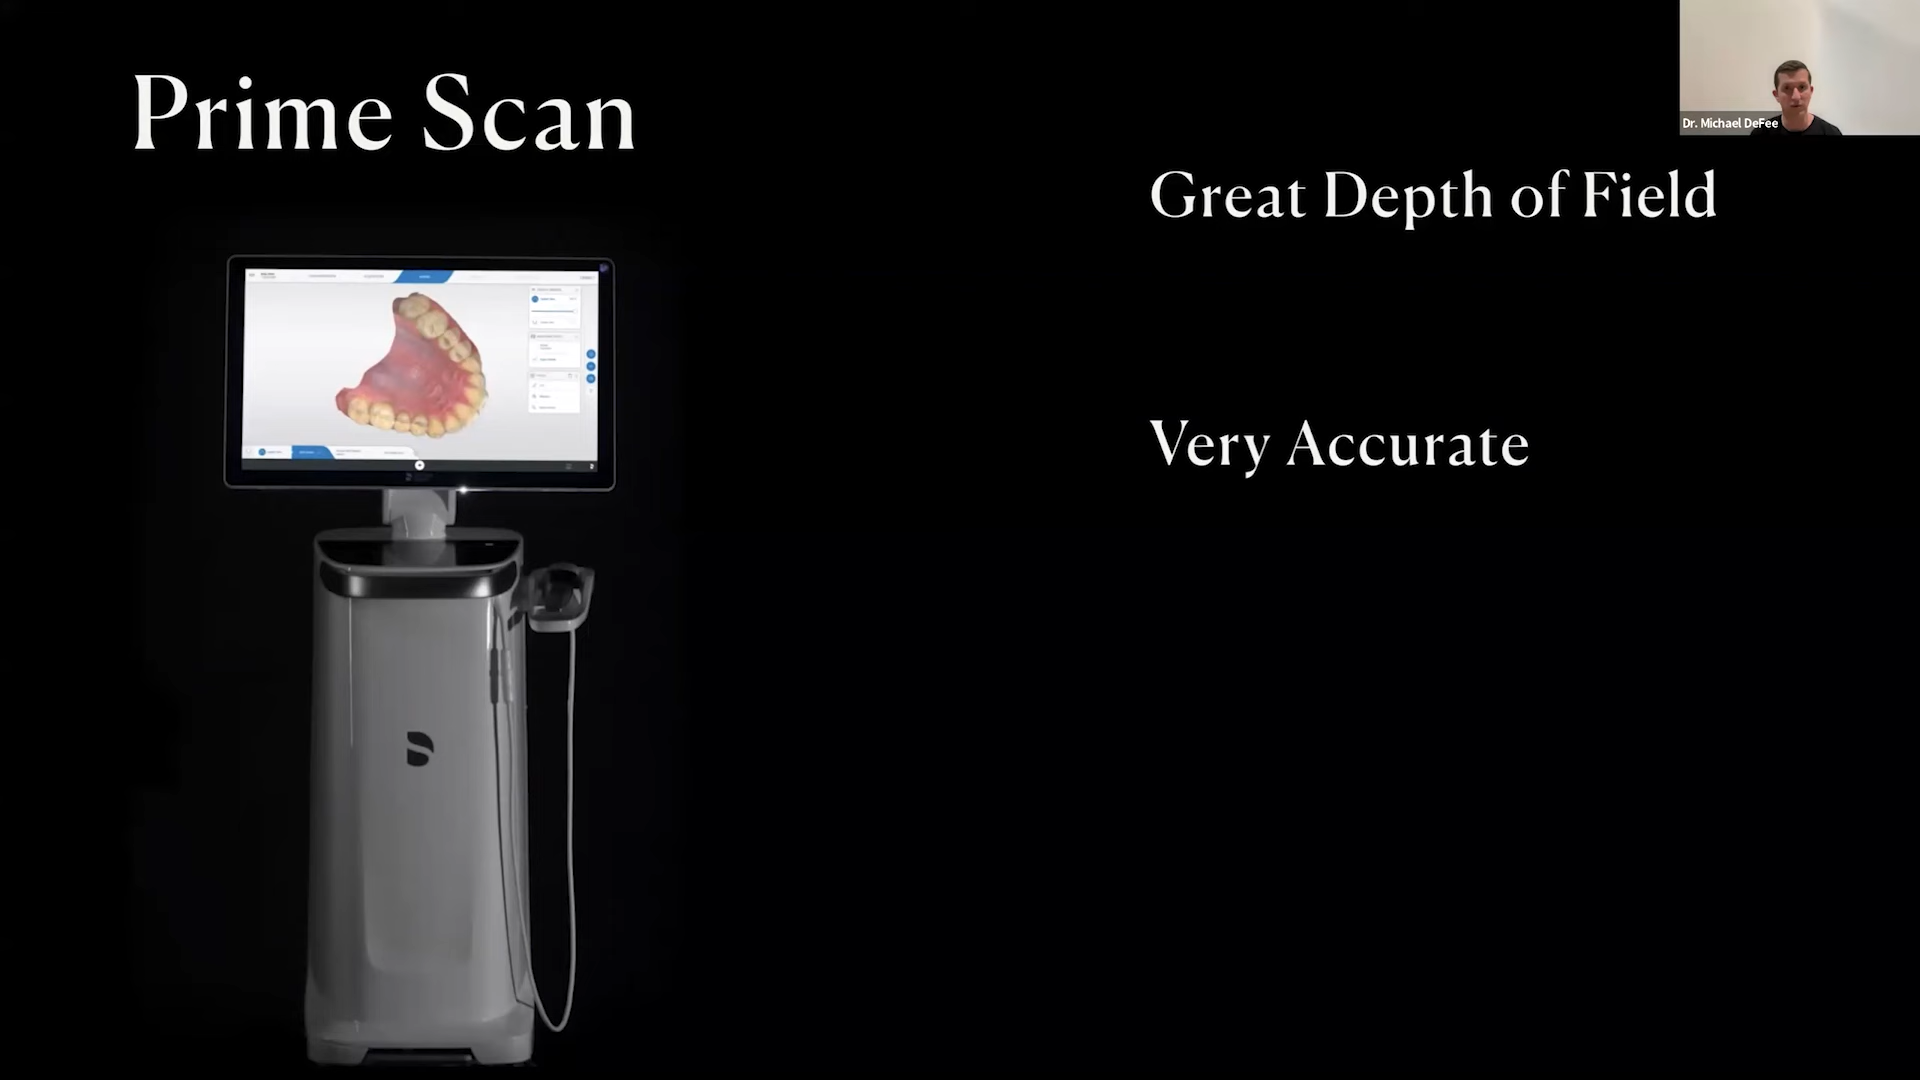 Prime Scan
Dr. Michael DeFee
Great Depth of Field
Very Accurate